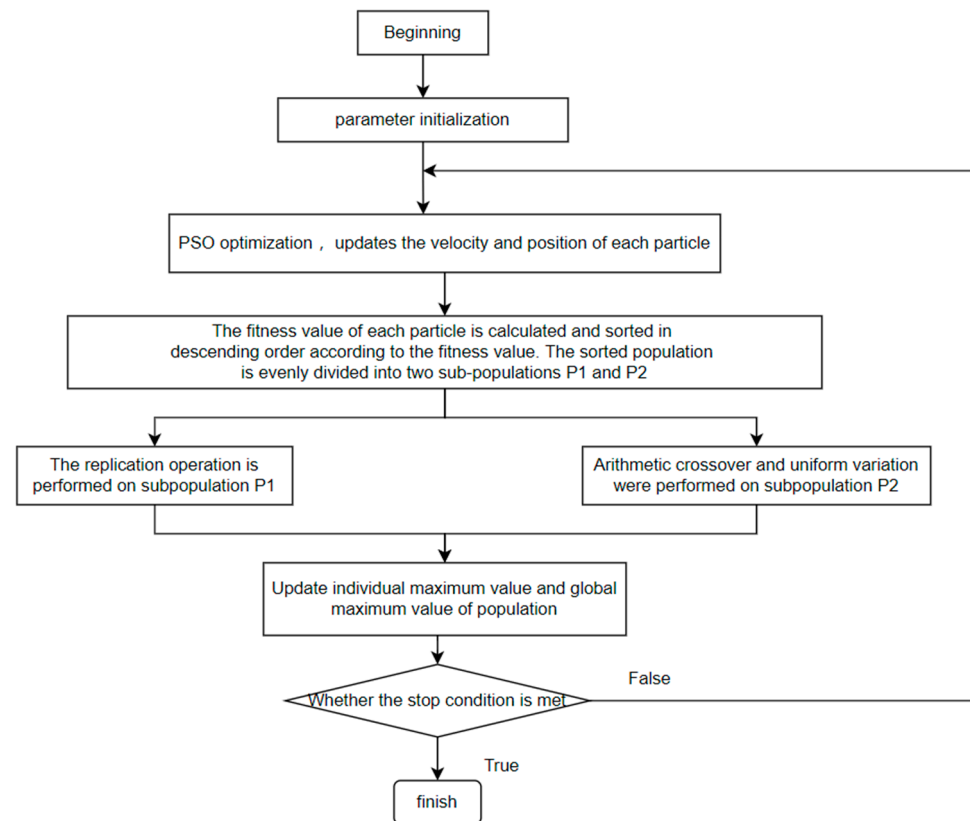 Beginning
parameter initialization
PSO optimization， updates the velocity and position of each particle
The fitness value of each particle is calculated and sorted in
descending order according to the fitness value. The sorted population
is evenly divided into two sub-populations P1 and P2
The replication operation is
performed on subpopulation P1
Arithmetic crossover and uniform variation
were performed on subpopulation P2
Update individual maximum value and global
maximum value of population
Whether the stop condition is met
False
True
finish